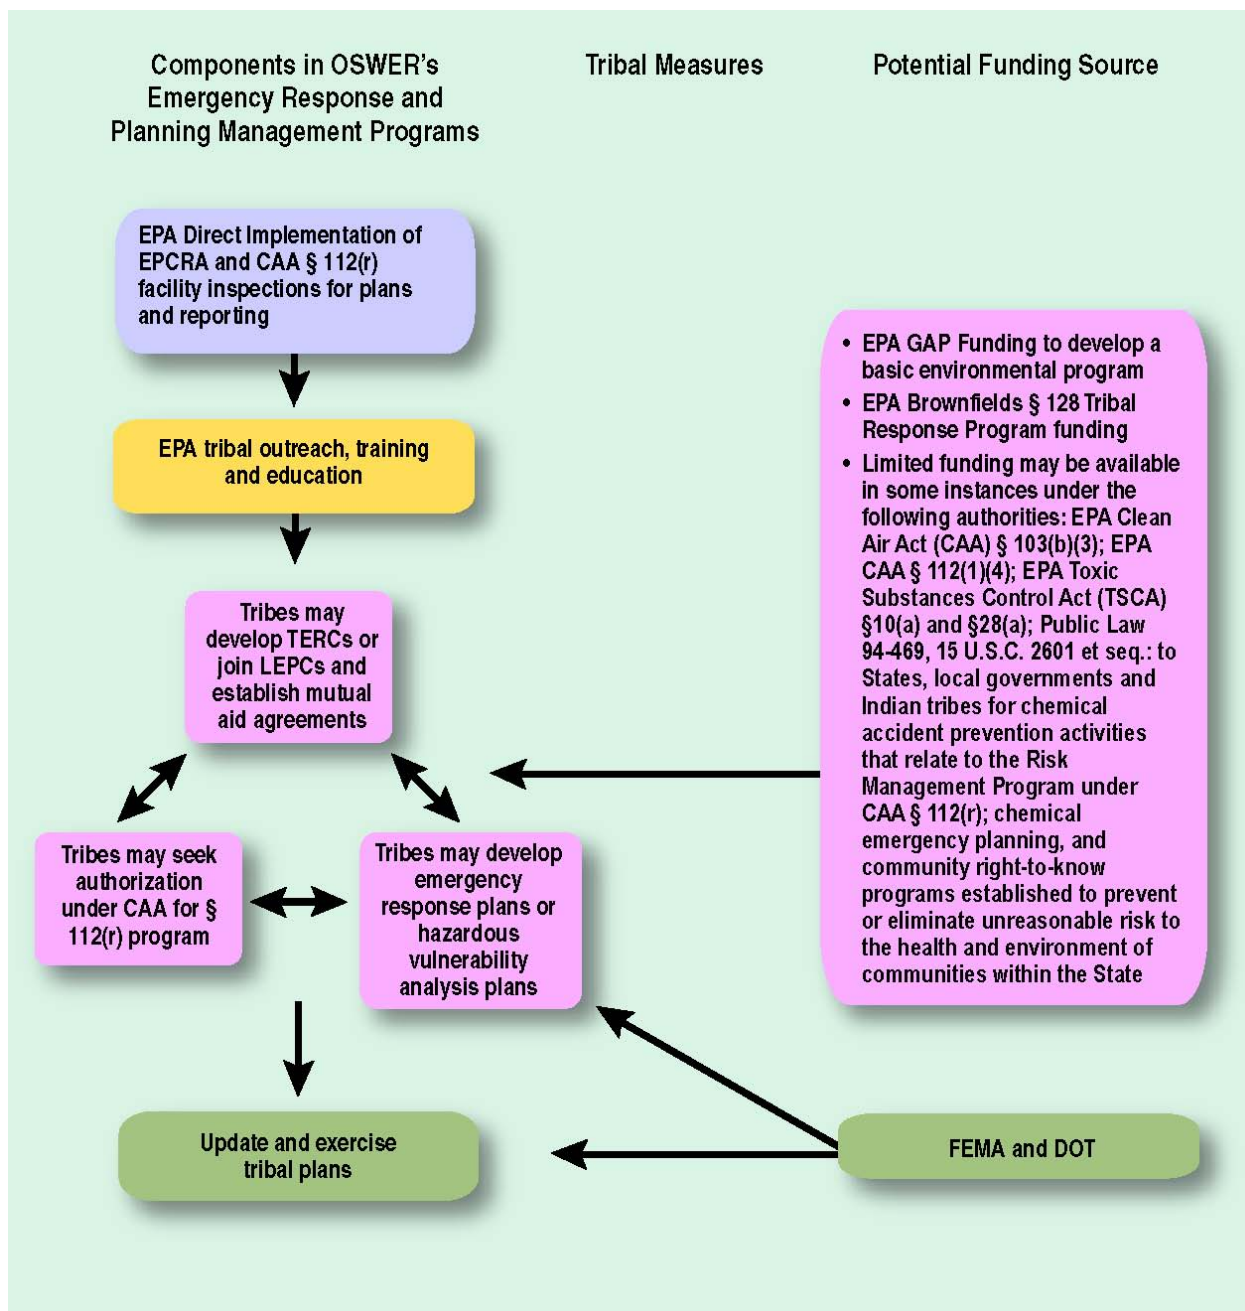 Components in OSWER's
Emergency Response and
Planning Management Programs
Tribal Measures
Potential Funding Source
EPA Direct Implementation of
EPCRA and CAA § 112(r)
facility inspections for plans
and reporting
EPA tribal outreach, training
and education
Tribes may
develop TERCs or
join LEPCs and
establish mutual
aid agreements
Tribes may seek
authorization
under CAA for §
112(r) program
Tribes may develop
emergency
response plans or
hazardous
vulnerability
analysis plans
Update and exercise
tribal plans
• EPA GAP Funding to develop a
basic environmental program
• EPA Brownfields § 128 Tribal
Response Program funding
• Limited funding may be available
in some instances under the
following authorities: EPA Clean
Air Act (CAA) § 103(b)(3); EPA
CAA § 112(1)(4); EPA Toxic
Substances Control Act (TSCA)
§10(a) and §28(a); Public Law
94-469, 15 U.S.C. 2601 et seq.: to
States, local governments and
Indian tribes for chemical
accident prevention activities
that relate to the Risk
Management Program under
CAA § 112(r); chemical
emergency planning, and
community right-to-know
programs established to prevent
or eliminate unreasonable risk to
the health and environment of
communities within the State
FEMA and DOT